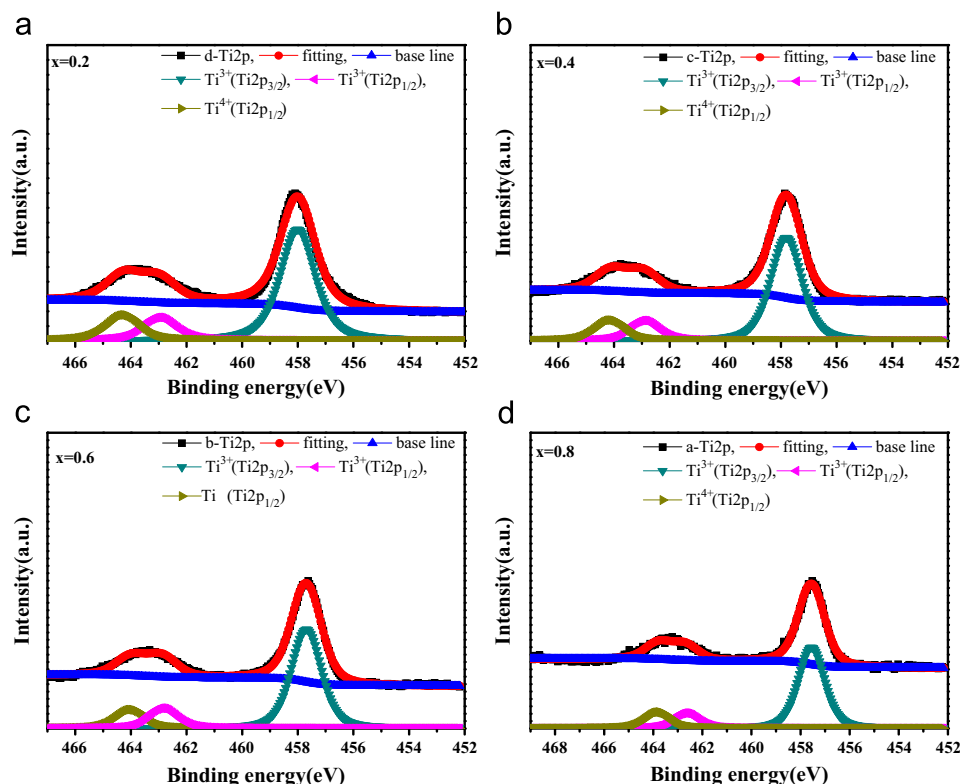 a
x=0.2
d-Ti2p, fitting, base line
Ti³⁺(Ti2p₃/₂), Ti³⁺(Ti2p₁/₂),
Ti⁴⁺(Ti2p₁/₂)
Intensity(a.u.)
466 464 462 460 458 456 454 452
Binding energy(eV)
b
x=0.4
c-Ti2p, fitting, base line
Ti³⁺(Ti2p₃/₂), Ti³⁺(Ti2p₁/₂),
Ti⁴⁺(Ti2p₁/₂)
Intensity(a.u.)
466 464 462 460 458 456 454 452
Binding energy(eV)
c
x=0.6
b-Ti2p, fitting, base line
Ti³⁺(Ti2p₃/₂), Ti³⁺(Ti2p₁/₂),
Ti (Ti2p₁/₂)
Intensity(a.u.)
466 464 462 460 458 456 454 452
Binding energy(eV)
d
x=0.8
a-Ti2p, fitting, base line
Ti³⁺(Ti2p₃/₂), Ti³⁺(Ti2p₁/₂),
Ti⁴⁺(Ti2p₁/₂)
Intensity(a.u.)
468 466 464 462 460 458 456 454 452
Binding energy(eV)